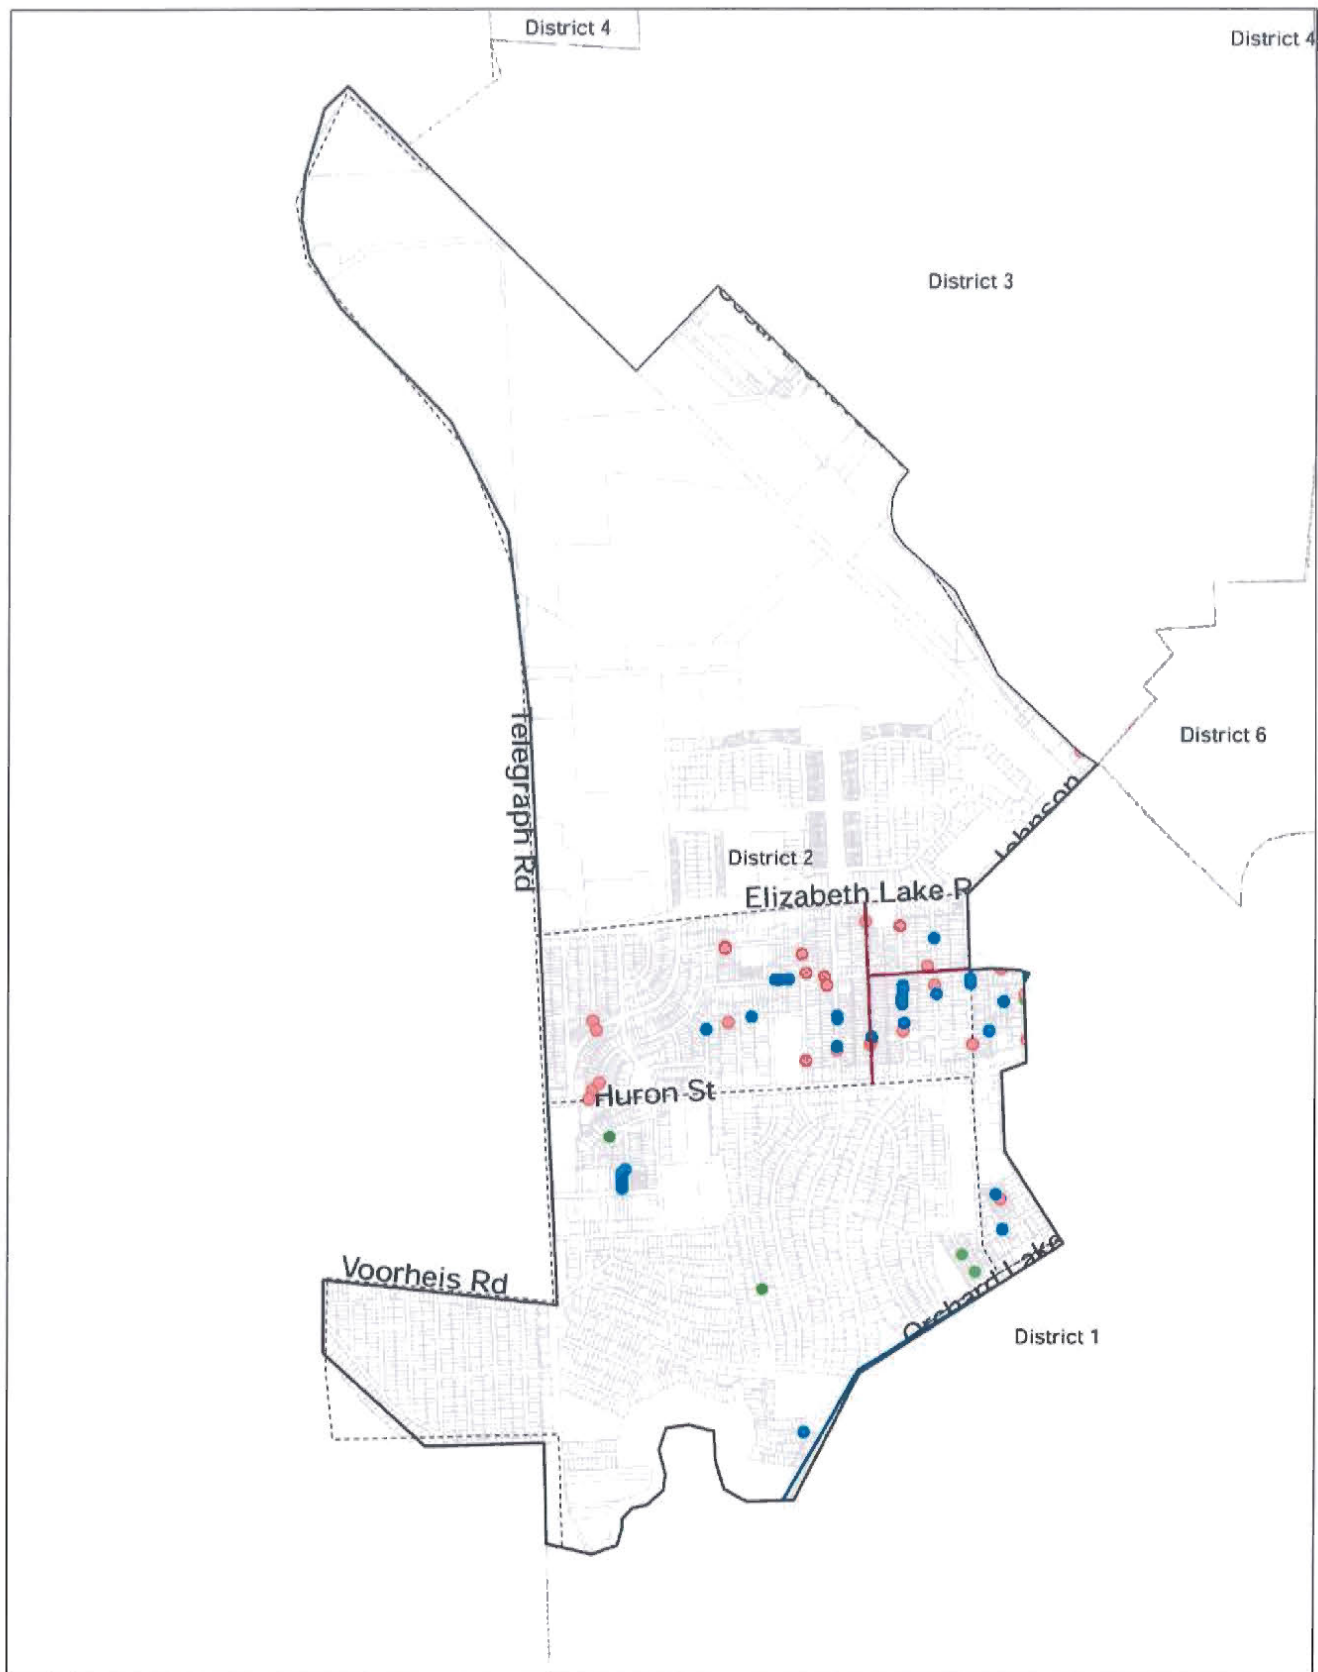 District 4
District 4
District 3
District 6
Telegraph Rd
Johnson
District 2
Elizabeth Lake R
Huron St
Voorheis Rd
Orchard Lake
District 1